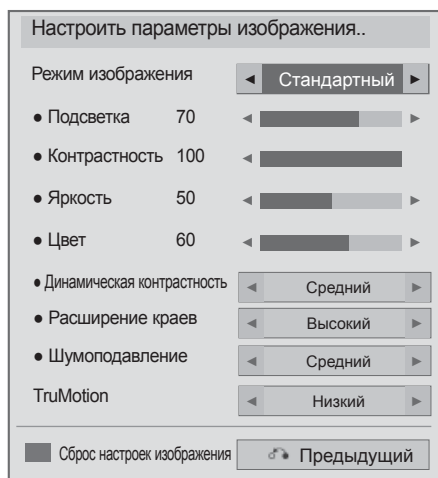 Настроить параметры изображения..
Режим изображения ◄ Стандартный ►
● Подсветка 70 ◄ ►
● Контрастность 100 ◄
● Яркость 50 ◄ ►
● Цвет 60 ◄ ►
● Динамическая контрастность ◄ Средний ►
● Расширение краев ◄ Высокий ►
● Шумоподавление ◄ Средний ►
TruMotion ◄ Низкий ►
Сброс настроек изображения Предыдущий